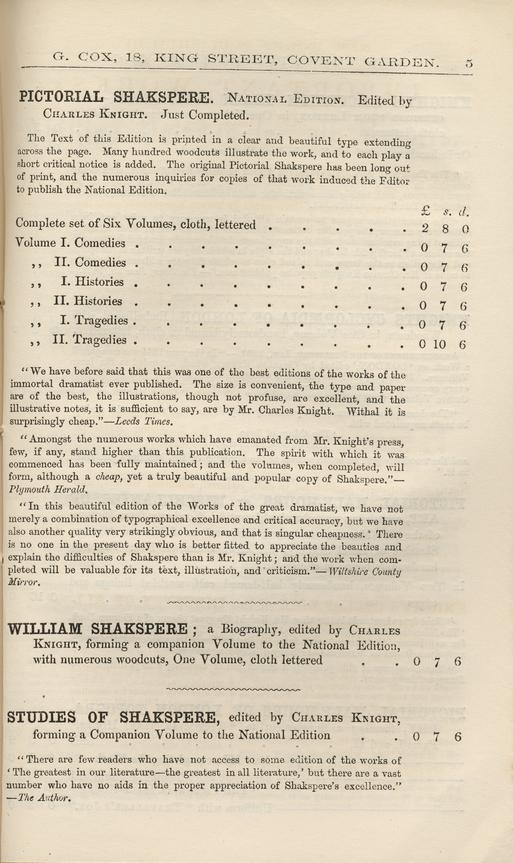 G. COX, 18, KING STREET, COVENT GARDEN. 5
PICTORIAL SHAKSPERE. NATIONAL EDITION. Edited by
CHARLES KNIGHT. Just Completed.
The Text of this Edition is printed in a clear and beautiful type extending
across the page. Many hundred woodcuts illustrate the work, and to each play a
short critical notice is added. The original Pictorial Shakspere has been long out
of print, and the numerous inquiries for copies of that work induced the Editor
to publish the National Edition.
£ s. d.
Complete set of Six Volumes, cloth, lettered . . . . . 2 8 0
Volume I. Comedies . . . . . . . . . 0 7 6
,, II. Comedies . . . . . . . . . 0 7 6
,, I. Histories . . . . . . . . . 0 7 6
,, II. Histories . . . . . . . . . 0 7 6
,, I. Tragedies . . . . . . . . . 0 7 6
,, II. Tragedies . . . . . . . . . 0 10 6
"We have before said that this was one of the best editions of the works of the
immortal dramatist ever published. The size is convenient, the type and paper
are of the best, the illustrations, though not profuse, are excellent, and the
illustrative notes, it is sufficient to say, are by Mr. Charles Knight. Withal it is
surprisingly cheap."—Leeds Times.
"Amongst the numerous works which have emanated from Mr. Knight's press,
few, if any, stand higher than this publication. The spirit with which it was
commenced has been fully maintained; and the volumes, when completed, will
form, although a cheap, yet a truly beautiful and popular copy of Shakspere."—
Plymouth Herald.
"In this beautiful edition of the Works of the great dramatist, we have not
merely a combination of typographical excellence and critical accuracy, but we have
also another quality very strikingly obvious, and that is singular cheapness. There
is no one in the present day who is better fitted to appreciate the beauties and
explain the difficulties of Shakspere than is Mr. Knight; and the work when com-
pleted will be valuable for its text, illustration, and criticism."—Wiltshire County
Mirror.
WILLIAM SHAKSPERE; a Biography, edited by CHARLES
KNIGHT, forming a companion Volume to the National Edition,
with numerous woodcuts, One Volume, cloth lettered . . 0 7 6
STUDIES OF SHAKSPERE, edited by CHARLES KNIGHT,
forming a Companion Volume to the National Edition . . 0 7 6
"There are few readers who have not access to some edition of the works of
'The greatest in our literature—the greatest in all literature,' but there are a vast
number who have no aids in the proper appreciation of Shakspere's excellence."
—The Author.